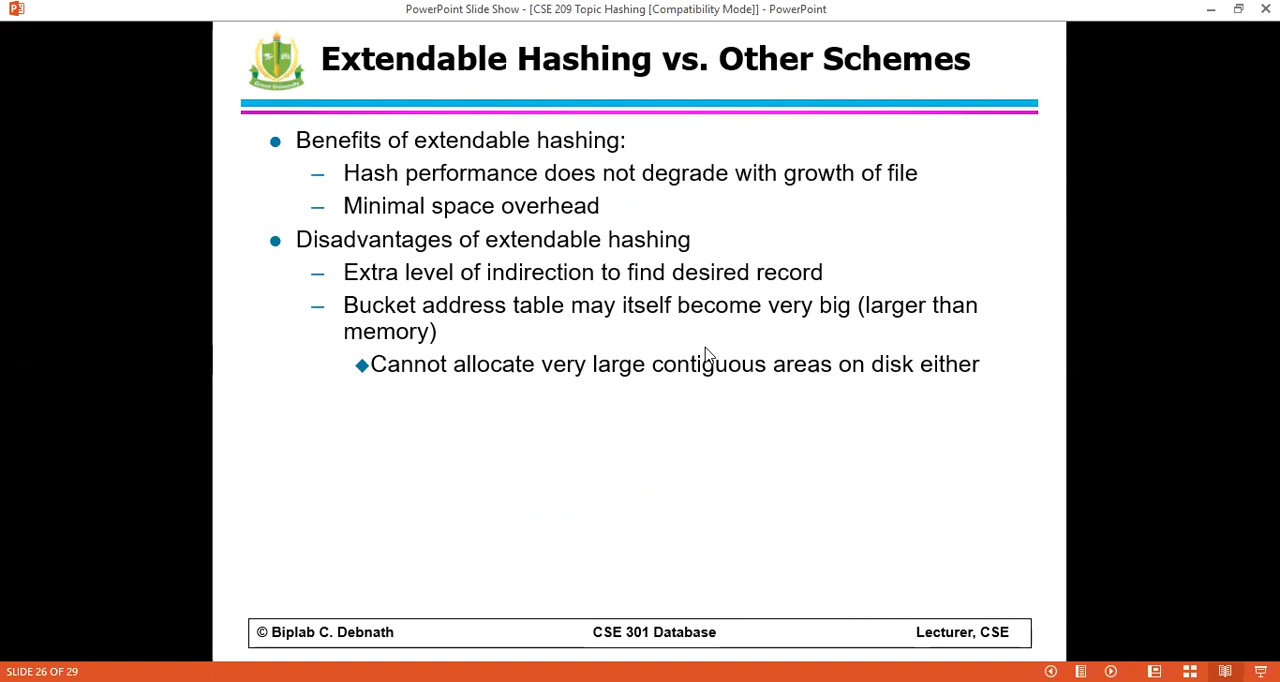 PowerPoint Slide Show - [CSE 209 Topic Hashing [Compatibility Mode]] - PowerPoint
Extendable Hashing vs. Other Schemes
Benefits of extendable hashing:
– Hash performance does not degrade with growth of file
– Minimal space overhead
Disadvantages of extendable hashing
– Extra level of indirection to find desired record
– Bucket address table may itself become very big (larger than
memory)
Cannot allocate very large contiguous areas on disk either
© Biplab C. Debnath CSE 301 Database Lecturer, CSE
SLIDE 26 OF 29